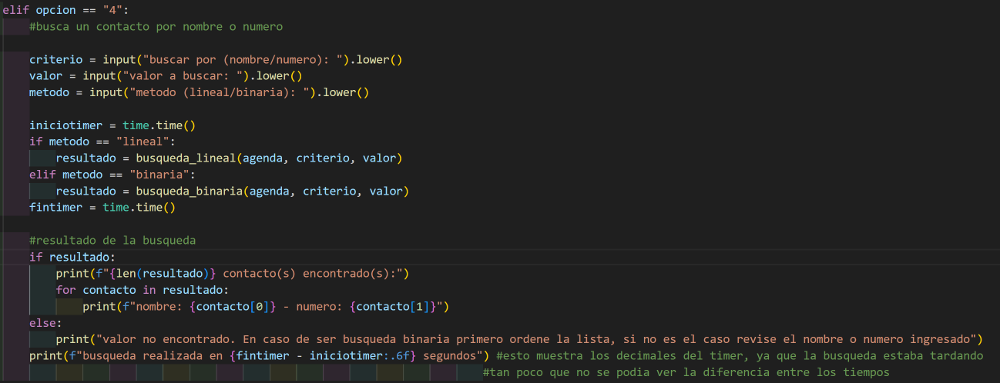 elif opcion == "4":
#busca un contacto por nombre o numero
criterio = input("buscar por (nombre/numero): ").lower()
valor = input("valor a buscar: ").lower()
metodo = input("metodo (lineal/binaria): ").lower()
iniciotimer = time.time()
if metodo == "lineal":
resultado = busqueda_lineal(agenda, criterio, valor)
elif metodo == "binaria":
resultado = busqueda_binaria(agenda, criterio, valor)
fintimer = time.time()
#resultado de la busqueda
if resultado:
print(f"{len(resultado)} contacto(s) encontrado(s):")
for contacto in resultado:
print(f"nombre: {contacto[0]} - numero: {contacto[1]}")
else:
print("valor no encontrado. En caso de ser busqueda binaria primero ordene la lista, si no es el caso revise el nombre o numero ingresado")
print(f"busqueda realizada en {fintimer - iniciotimer:.6f} segundos") #esto muestra los decimales del timer, ya que la busqueda estaba tardando
#tan poco que no se podia ver la diferencia entre los tiempos